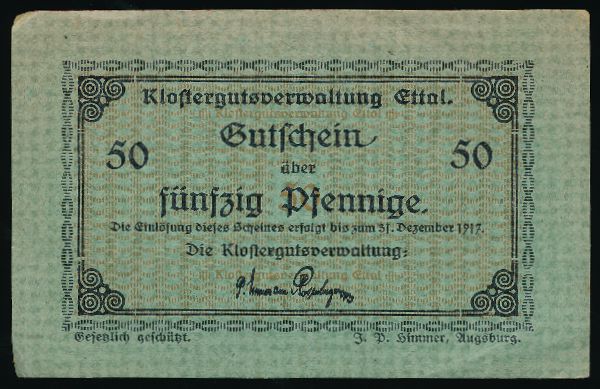 Klostergutsverwaltung Ettal.
Gutschein
50
über
50
fünfzig Pfennige.
Die Einlösung dieses Scheines erfolgt bis zum 31. Dezember 1917.
Die Klostergutsverwaltung:
Gesetzlich geschützt.
J. P. Himmer, Augsburg.